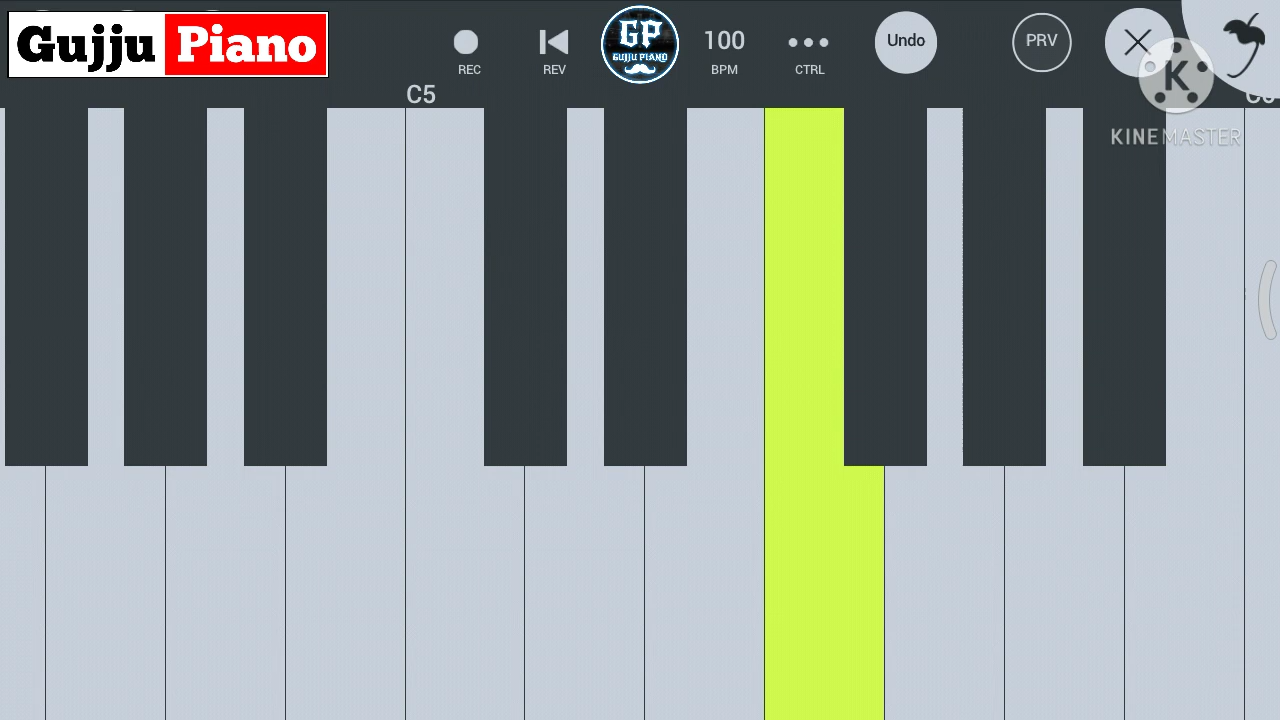 Gujju Piano
REC
REV
GP
GUJJU PIANO
100
BPM
CTRL
Undo
PRV
K
KINEMASTER
C5